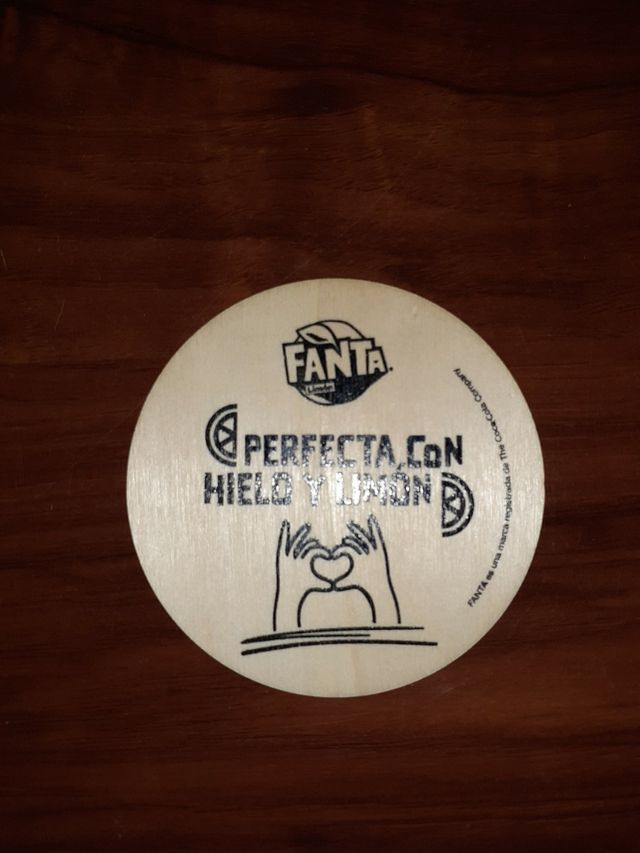 FANTA
Limón
PERFECTA CoN
HIELO Y LIMÓN
FANTA es una marca registrada de The Coca-Cola Company